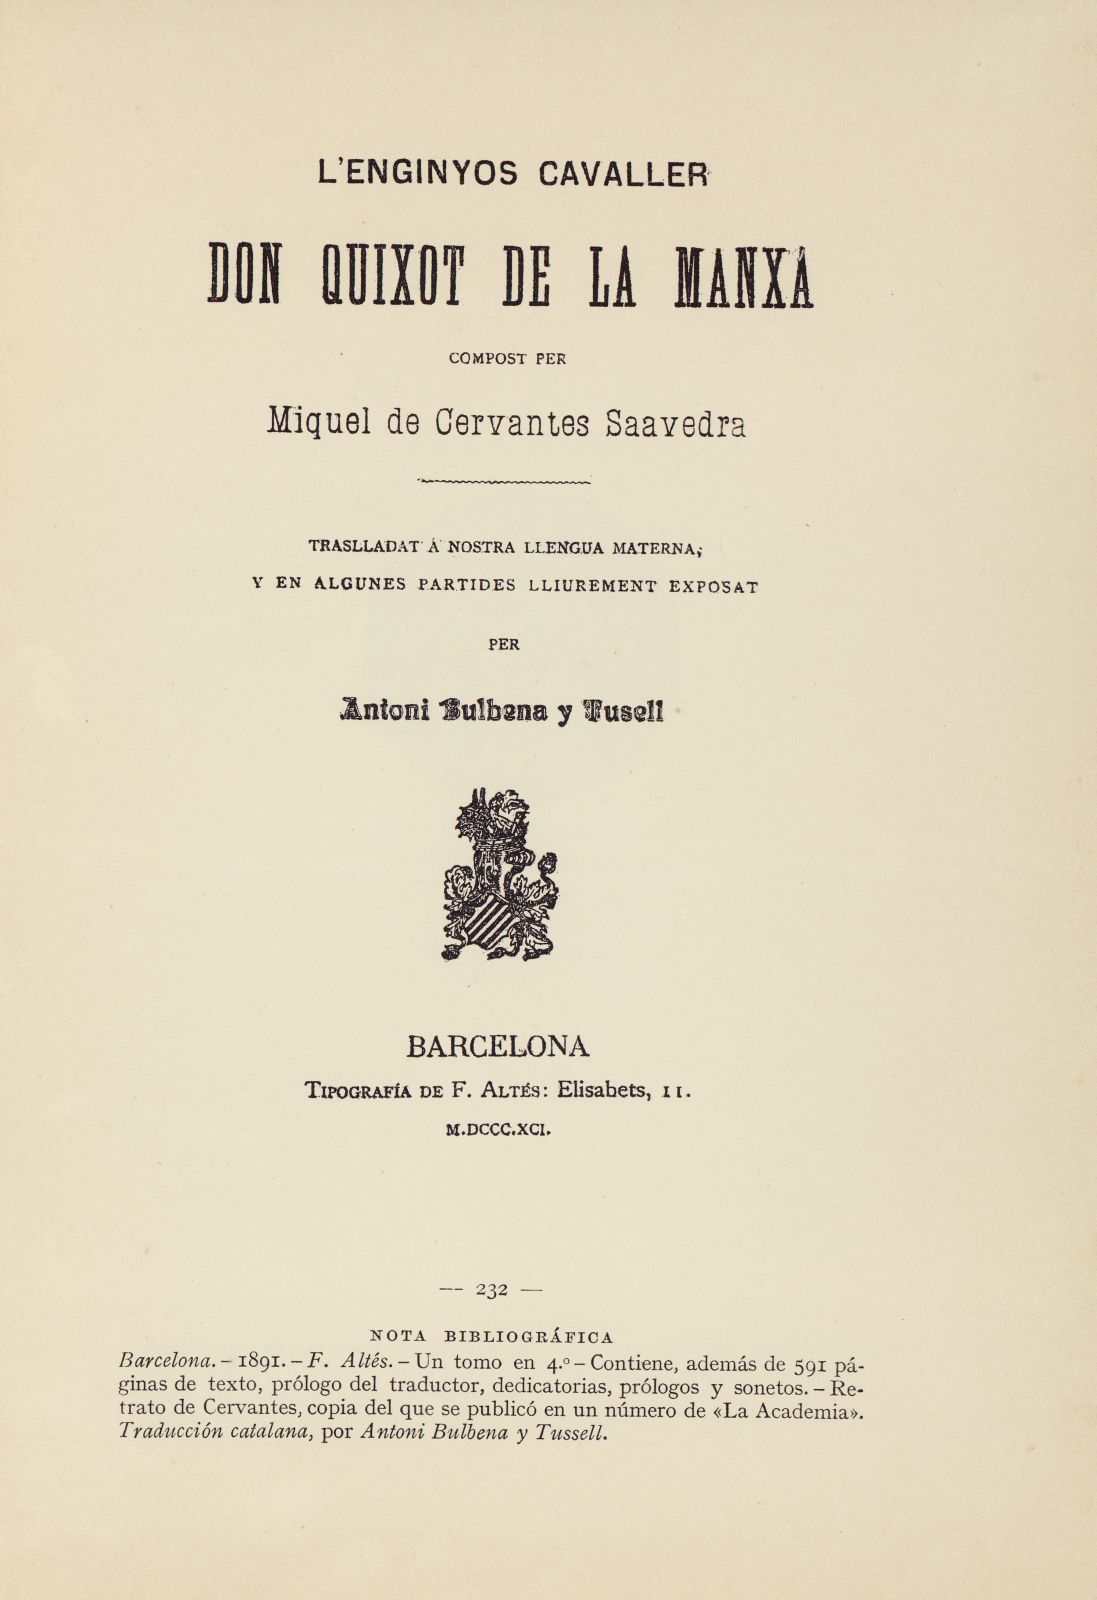 L'ENGINYOS CAVALLER
DON QUIXOT DE LA MANXA
COMPOST PER
Miquel de Cervantes Saavedra
TRASLLADAT Á NOSTRA LLENGUA MATERNA,
Y EN ALGUNES PARTIDES LLIUREMENT EXPOSAT
PER
Antoni Bulbena y Tusell
BARCELONA
TIPOGRAFÍA DE F. ALTÉS: Elisabets, 11.
M.DCCC.XCI.
— 232 —
NOTA BIBLIOGRÁFICA
Barcelona. – 1891. – F. Altés. – Un tomo en 4.º – Contiene, además de 591 pá-
ginas de texto, prólogo del traductor, dedicatorias, prólogos y sonetos. – Re-
trato de Cervantes, copia del que se publicó en un número de «La Academia».
Traducción catalana, por Antoni Bulbena y Tussell.